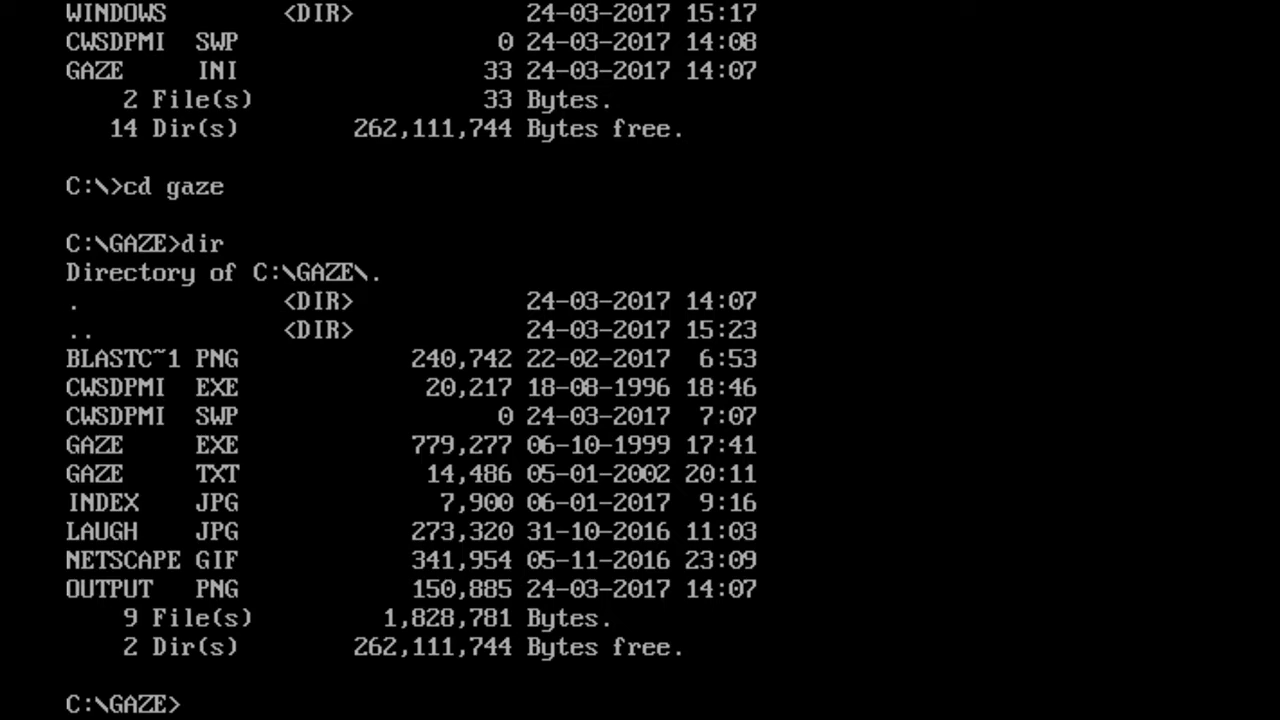 WINDOWS <DIR> 24-03-2017 15:17
CWSDPMI SWP 0 24-03-2017 14:08
GAZE INI 33 24-03-2017 14:07
2 File(s) 33 Bytes.
14 Dir(s) 262,111,744 Bytes free.
C:\>cd gaze
C:\GAZE>dir
Directory of C:\GAZE\.
. <DIR> 24-03-2017 14:07
.. <DIR> 24-03-2017 15:23
BLASTC~1 PNG 240,742 22-02-2017 6:53
CWSDPMI EXE 20,217 18-08-1996 18:46
CWSDPMI SWP 0 24-03-2017 7:07
GAZE EXE 779,277 06-10-1999 17:41
GAZE TXT 14,486 05-01-2002 20:11
INDEX JPG 7,900 06-01-2017 9:16
LAUGH JPG 273,320 31-10-2016 11:03
NETSCAPE GIF 341,954 05-11-2016 23:09
OUTPUT PNG 150,885 24-03-2017 14:07
9 File(s) 1,828,781 Bytes.
2 Dir(s) 262,111,744 Bytes free.
C:\GAZE>